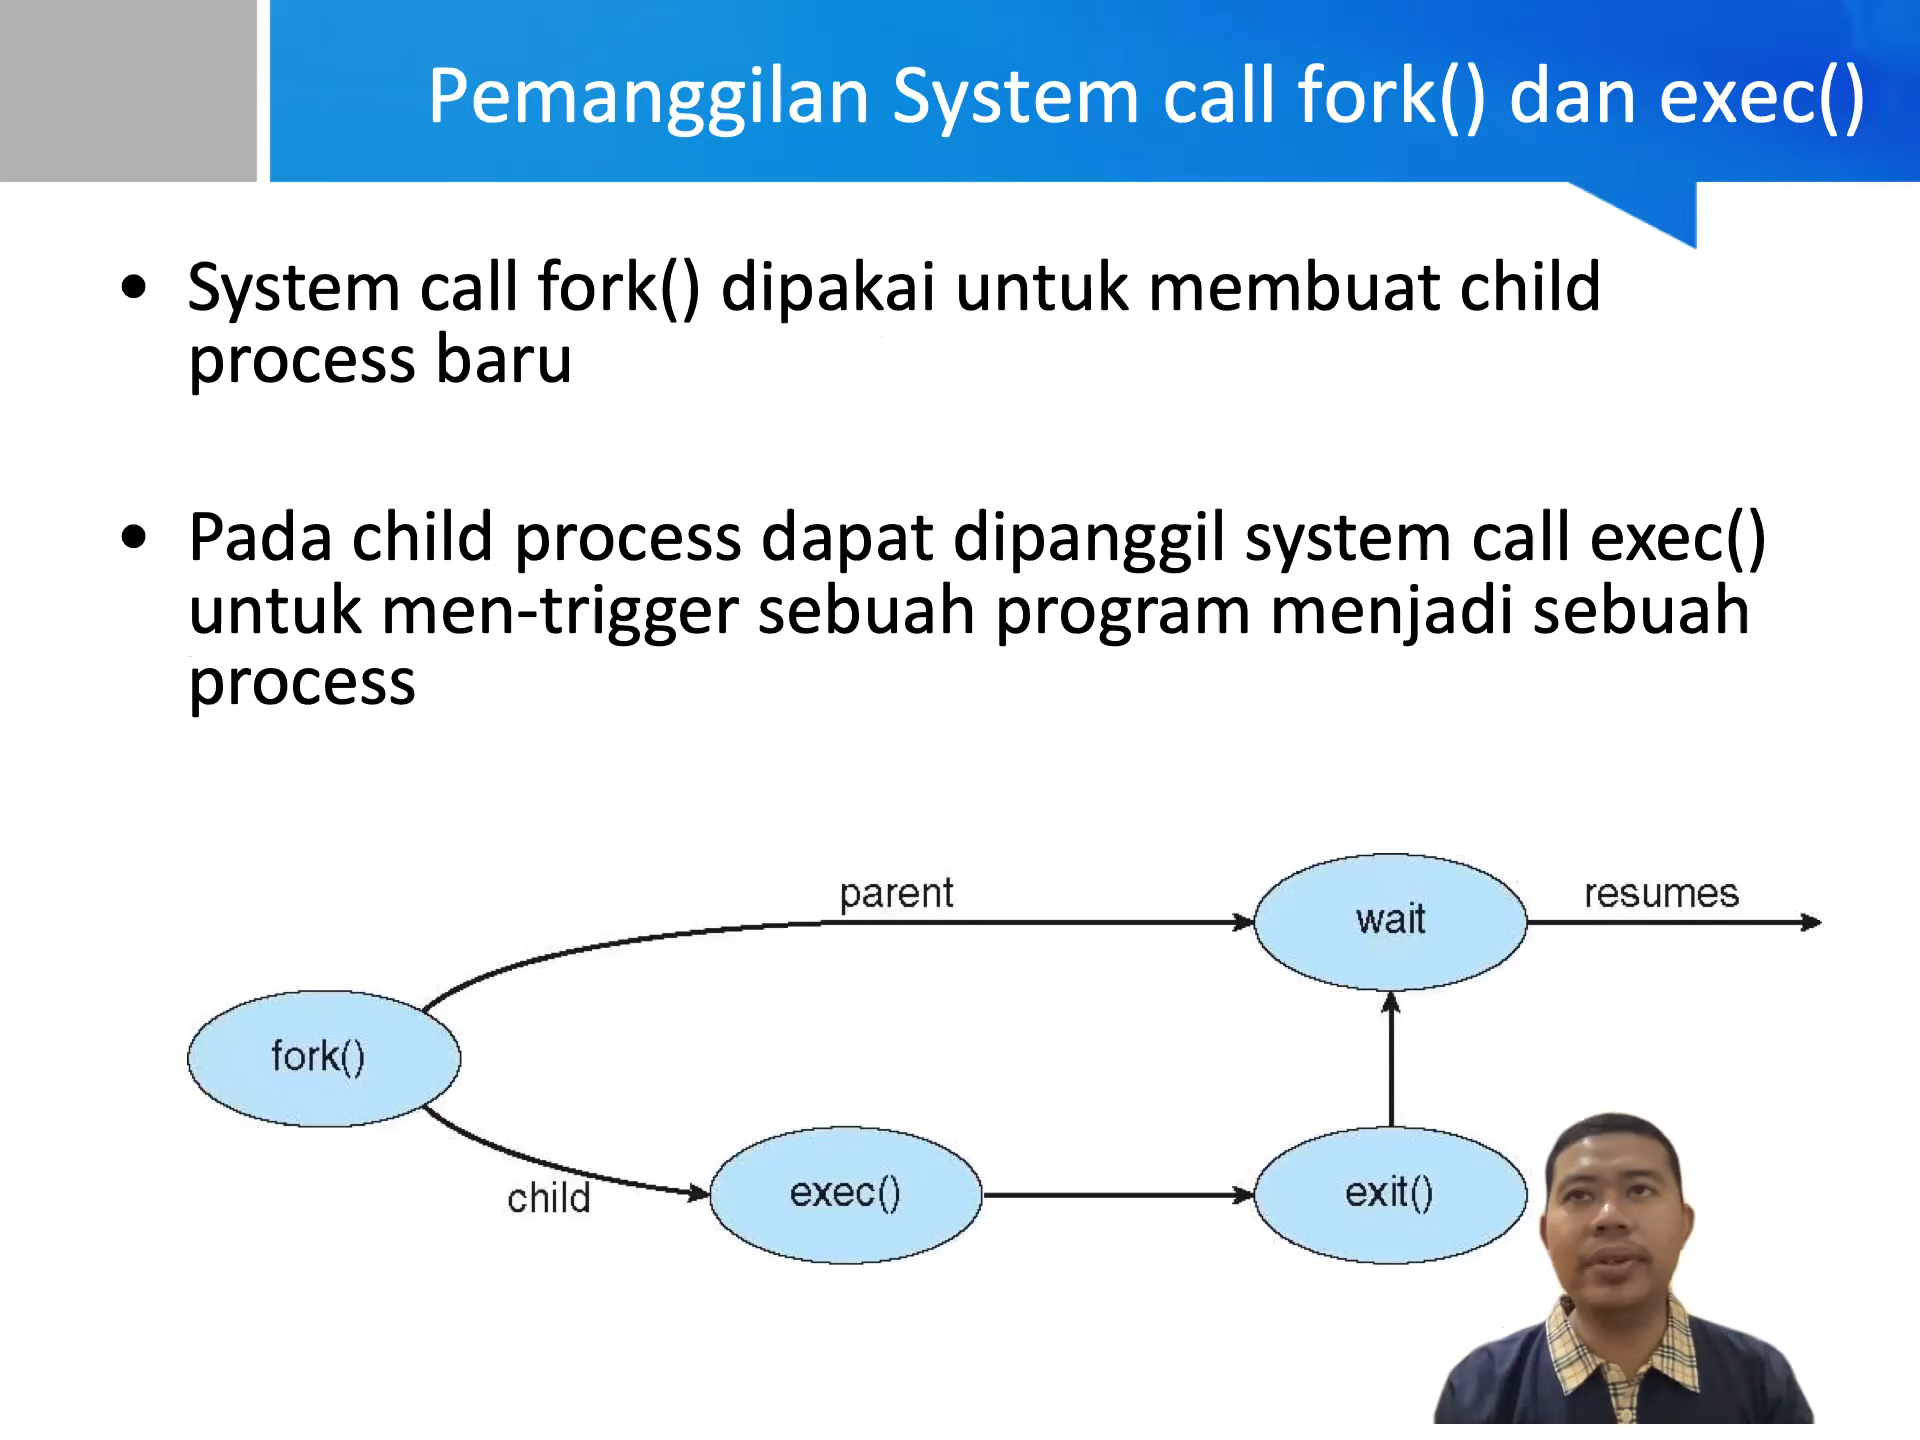 Pemanggilan System call fork() dan exec()
• System call fork() dipakai untuk membuat child
process baru
• Pada child process dapat dipanggil system call exec()
untuk men-trigger sebuah program menjadi sebuah
process
parent
wait
resumes
fork()
child
exec()
exit()